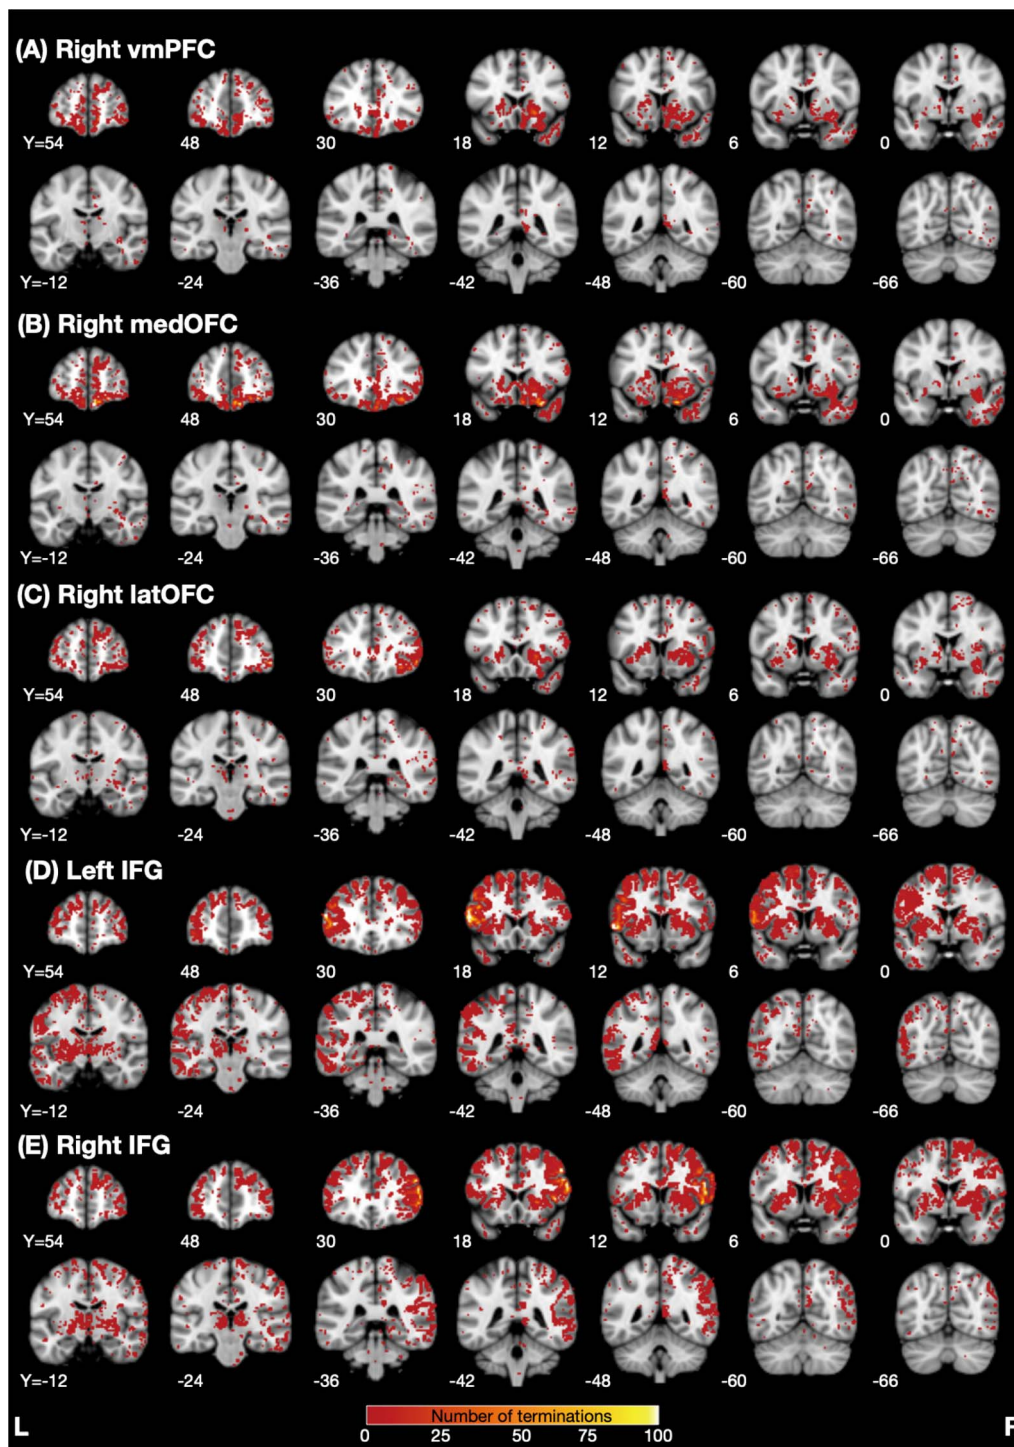 (A) Right vmPFC
Y=54 48 30 18 12 6 0
Y=-12 -24 -36 -42 -48 -60 -66
(B) Right medOFC
Y=54 48 30 18 12 6 0
Y=-12 -24 -36 -42 -48 -60 -66
(C) Right latOFC
Y=54 48 30 18 12 6 0
Y=-12 -24 -36 -42 -48 -60 -66
(D) Left IFG
Y=54 48 30 18 12 6 0
Y=-12 -24 -36 -42 -48 -60 -66
(E) Right IFG
Y=54 48 30 18 12 6 0
Y=-12 -24 -36 -42 -48 -60 -66
Number of terminations
0 25 50 75 100
L